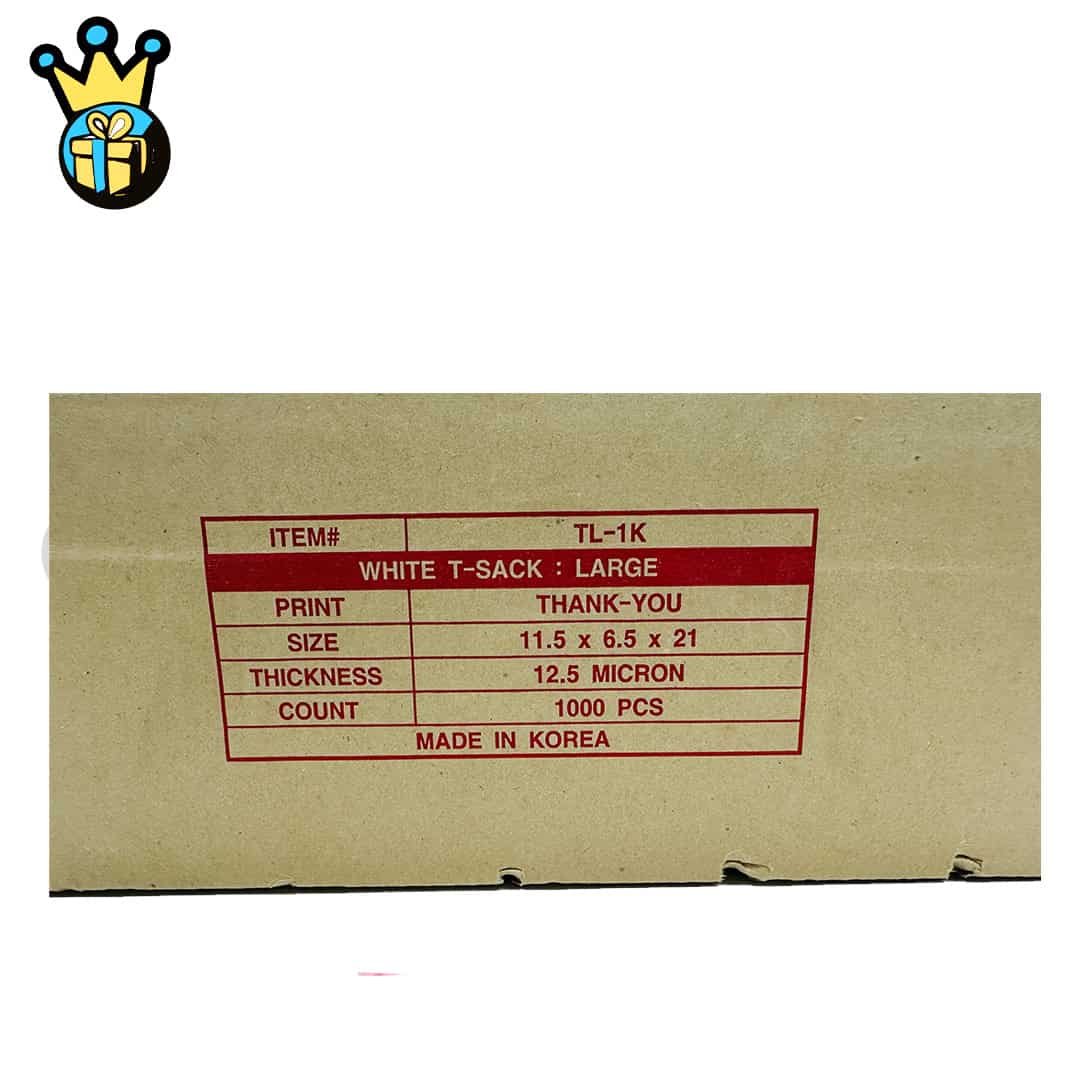 ITEM# TL-1K
WHITE T-SACK : LARGE
PRINT THANK-YOU
SIZE 11.5 x 6.5 x 21
THICKNESS 12.5 MICRON
COUNT 1000 PCS
MADE IN KOREA